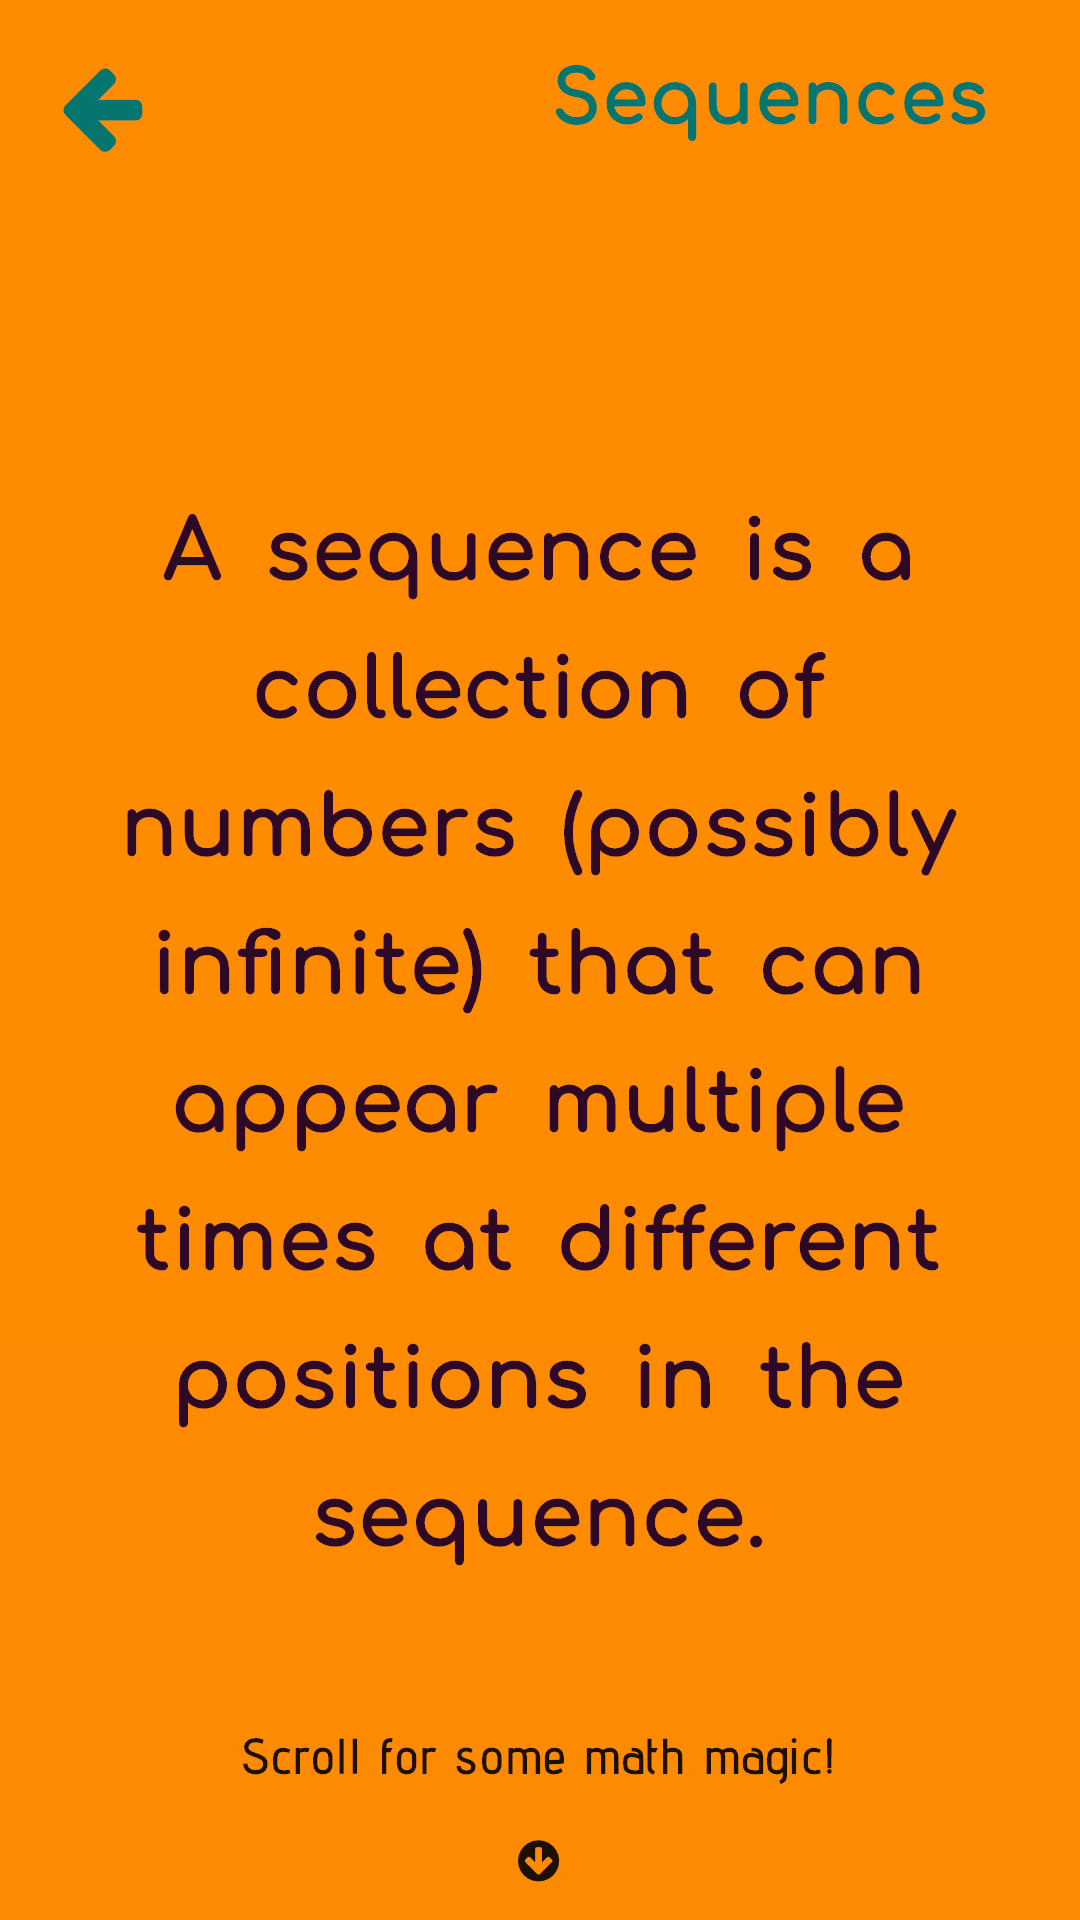 Sequences
A sequence is a
collection of
numbers (possibly
infinite) that can
appear multiple
times at different
positions in the
sequence.
Scroll for some math magic!